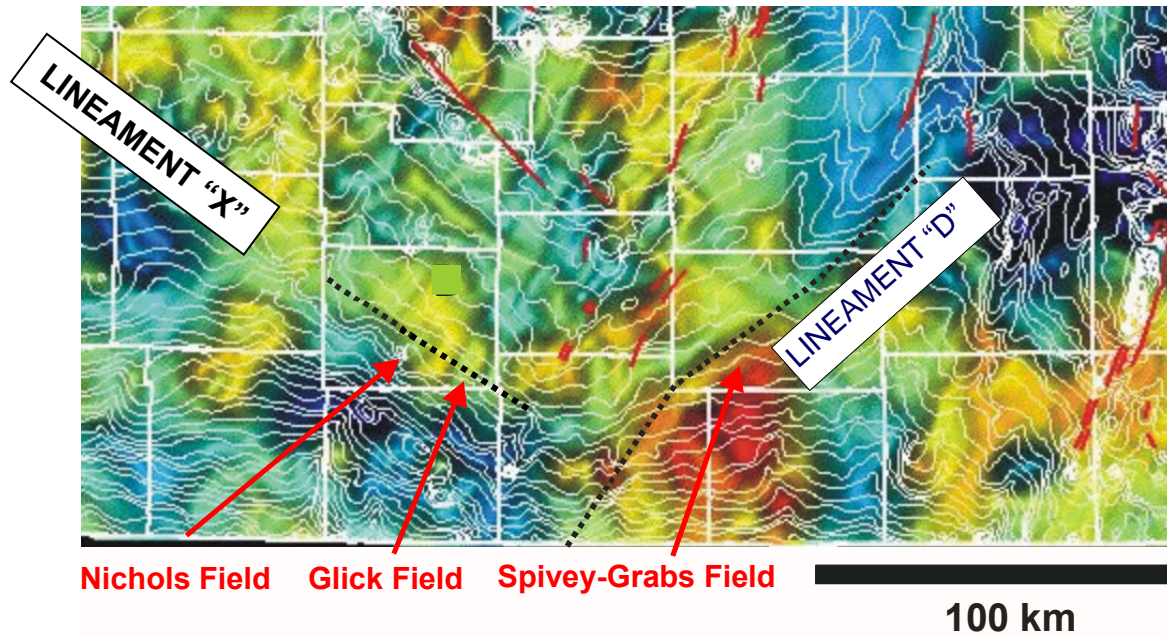 LINEAMENT “X”
LINEAMENT “D”
Nichols Field
Glick Field
Spivey-Grabs Field
100 km